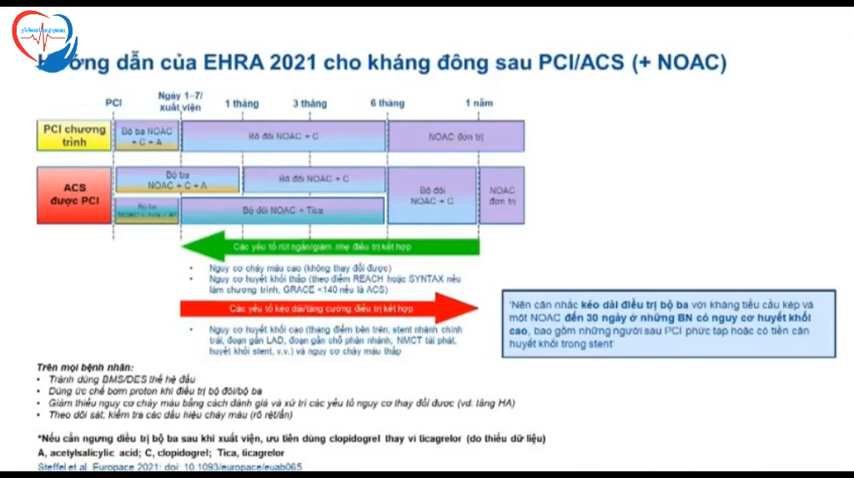 Hướng dẫn của EHRA 2021 cho kháng đông sau PCI/ACS (+ NOAC)
PCI
Ngày 1-7/
xuất viện
1 tháng
3 tháng
6 tháng
1 năm
PCI chương
trình
Bộ ba NOAC
+ C + A
Bộ đôi NOAC + C
NOAC đơn trị
ACS
được PCI
Bộ ba
NOAC + C + A
Bộ đôi NOAC + C
Bộ đôi
NOAC + C
NOAC
đơn trị
Bộ ba
Bộ đôi NOAC + Tica
Các yếu tố rút ngắn/giảm nhẹ điều trị kết hợp
• Nguy cơ chảy máu cao (không thay đổi được)
• Nguy cơ huyết khối thấp (theo điểm REACH hoặc SYNTAX nếu
làm chương trình; GRACE <140 nếu là ACS)
Các yếu tố kéo dài/tăng cường điều trị kết hợp
• Nguy cơ huyết khối cao (thang điểm bên trên; stent nhánh chính
trái, đoạn gần LAD, đoạn gần chỗ phân nhánh; NMCT tái phát;
huyết khối stent, v.v.) và nguy cơ chảy máu thấp
'Nên cân nhắc kéo dài điều trị bộ ba với kháng tiểu cầu kép và
một NOAC đến 30 ngày ở những BN có nguy cơ huyết khối
cao, bao gồm những người sau PCI phức tạp hoặc có tiền căn
huyết khối trong stent'
Trên mọi bệnh nhân:
• Tránh dùng BMS/DES thế hệ đầu
• Dùng ức chế bơm proton khi điều trị bộ đôi/bộ ba
• Giảm thiểu nguy cơ chảy máu bằng cách đánh giá và xử trí các yếu tố nguy cơ thay đổi được (vd: tăng HA)
• Theo dõi sát; kiểm tra các dấu hiệu chảy máu (rõ rệt/ẩn)
*Nếu cần ngưng điều trị bộ ba sau khi xuất viện, ưu tiên dùng clopidogrel thay vì ticagrelor (do thiếu dữ liệu)
A, acetylsalicylic acid; C, clopidogrel; Tica, ticagrelor
Steffel et al. Europace 2021; doi: 10.1093/europace/euab065